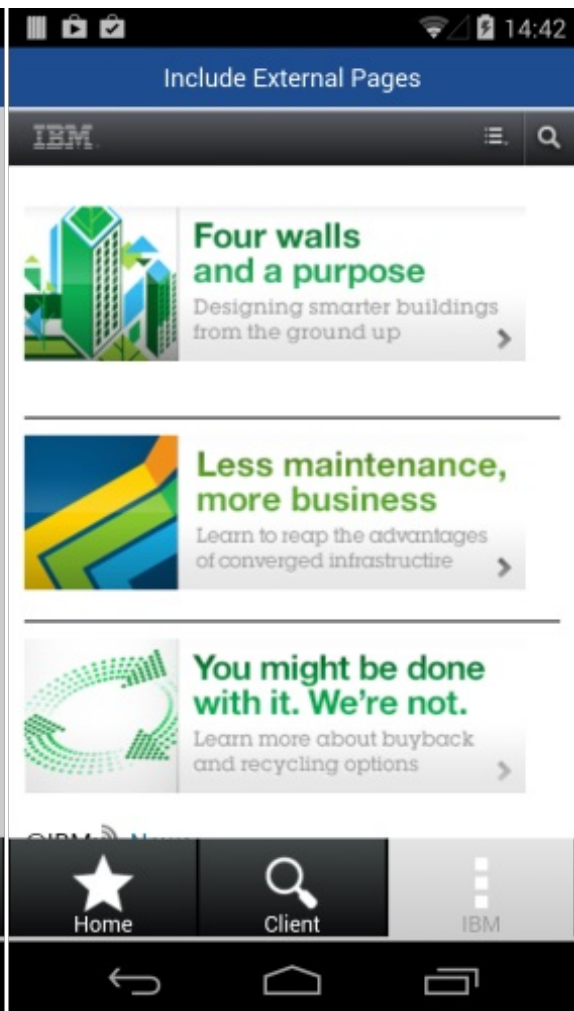 14:42
Include External Pages
IBM.
Four walls
and a purpose
Designing smarter buildings
from the ground up
Less maintenance,
more business
Learn to reap the advantages
of converged infrastructire
You might be done
with it. We're not.
Learn more about buyback
and recycling options
Home
Client
IBM